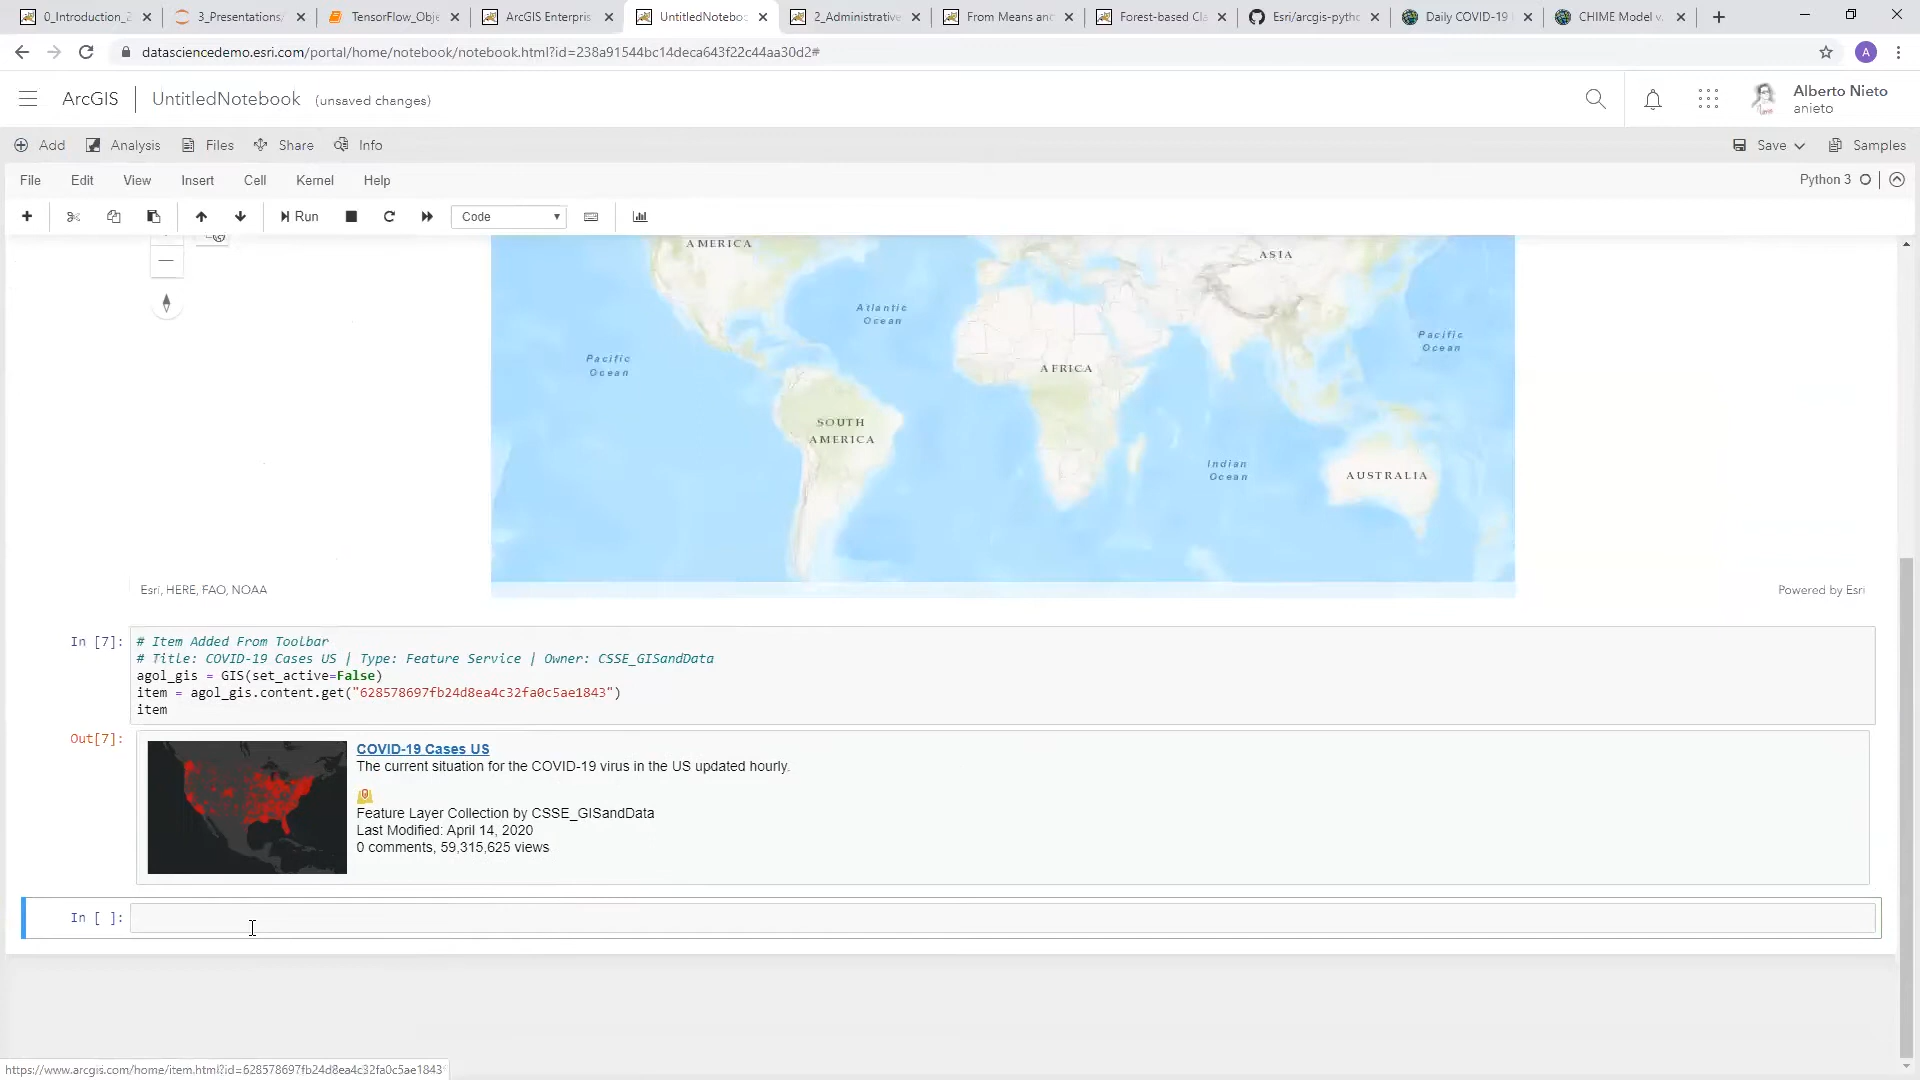 0_Introduction_2
3_Presentations/
TensorFlow_Obje
ArcGIS Enterpris
UntitledNoteboo
2_Administrative
From Means and
Forest-based Cla
Esri/arcgis-pytho
Daily COVID-19
CHIME Model v
datasciencedemo.esri.com/portal/home/notebook/notebook.html?id=238a91544bc14deca643f22c44aa30d2#
A
ArcGIS
UntitledNotebook (unsaved changes)
Alberto Nieto
anieto
Add
Analysis
Files
Share
Info
Save
Samples
File
Edit
View
Insert
Cell
Kernel
Help
Python 3
Run
Code
AMERICA
ASIA
Atlantic
Ocean
Pacific
Ocean
Pacific
Ocean
AFRICA
SOUTH
AMERICA
Indian
Ocean
AUSTRALIA
Esri, HERE, FAO, NOAA
Powered by Esri
In [7]:
# Item Added From Toolbar
# Title: COVID-19 Cases US | Type: Feature Service | Owner: CSSE_GISandData
agol_gis = GIS(set_active=False)
item = agol_gis.content.get("628578697fb24d8ea4c32fa0c5ae1843")
item
Out[7]:
COVID-19 Cases US
The current situation for the COVID-19 virus in the US updated hourly.
Feature Layer Collection by CSSE_GISandData
Last Modified: April 14, 2020
0 comments, 59,315,625 views
In [ ]:
https://www.arcgis.com/home/item.html?id=628578697fb24d8ea4c32fa0c5ae1843